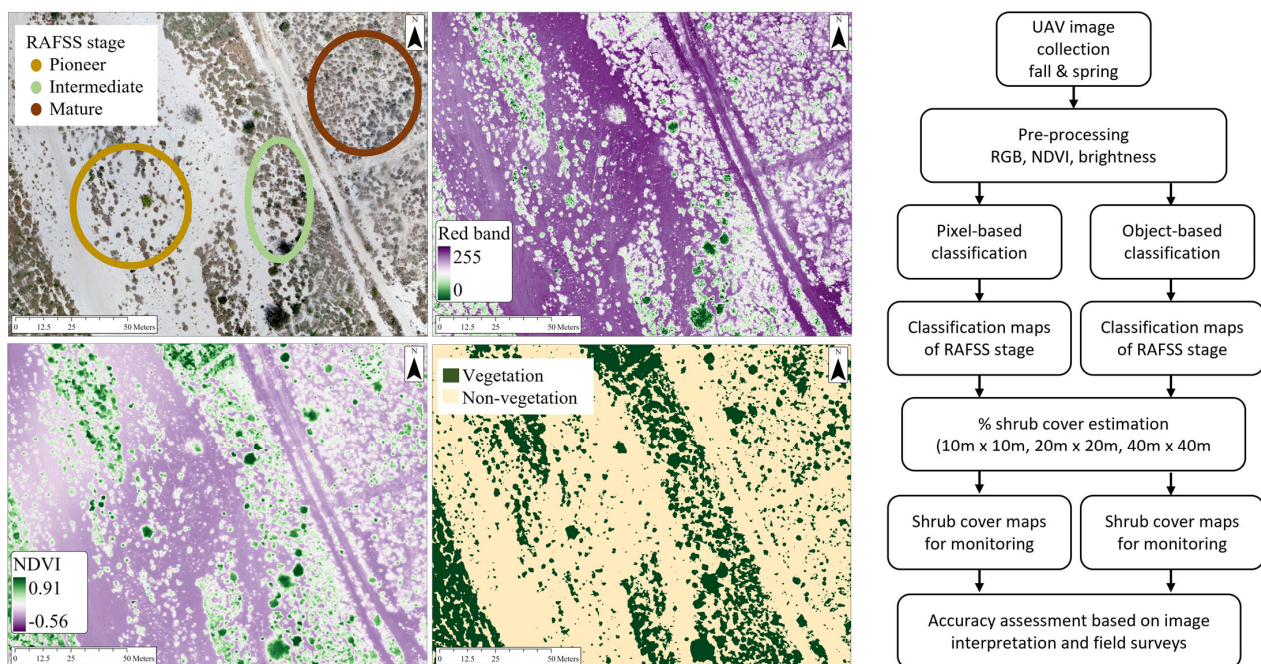 RAFSS stage
Pioneer
Intermediate
Mature
N
0 12.5 25 50 Meters
N
Red band
255
0
0 12.5 25 50 Meters
N
NDVI
0.91
-0.56
0 12.5 25 50 Meters
N
Vegetation
Non-vegetation
0 12.5 25 50 Meters
UAV image
collection
fall & spring
Pre-processing
RGB, NDVI, brightness
Pixel-based
classification
Object-based
classification
Classification maps
of RAFSS stage
Classification maps
of RAFSS stage
% shrub cover estimation
(10m x 10m, 20m x 20m, 40m x 40m
Shrub cover maps
for monitoring
Shrub cover maps
for monitoring
Accuracy assessment based on image
interpretation and field surveys